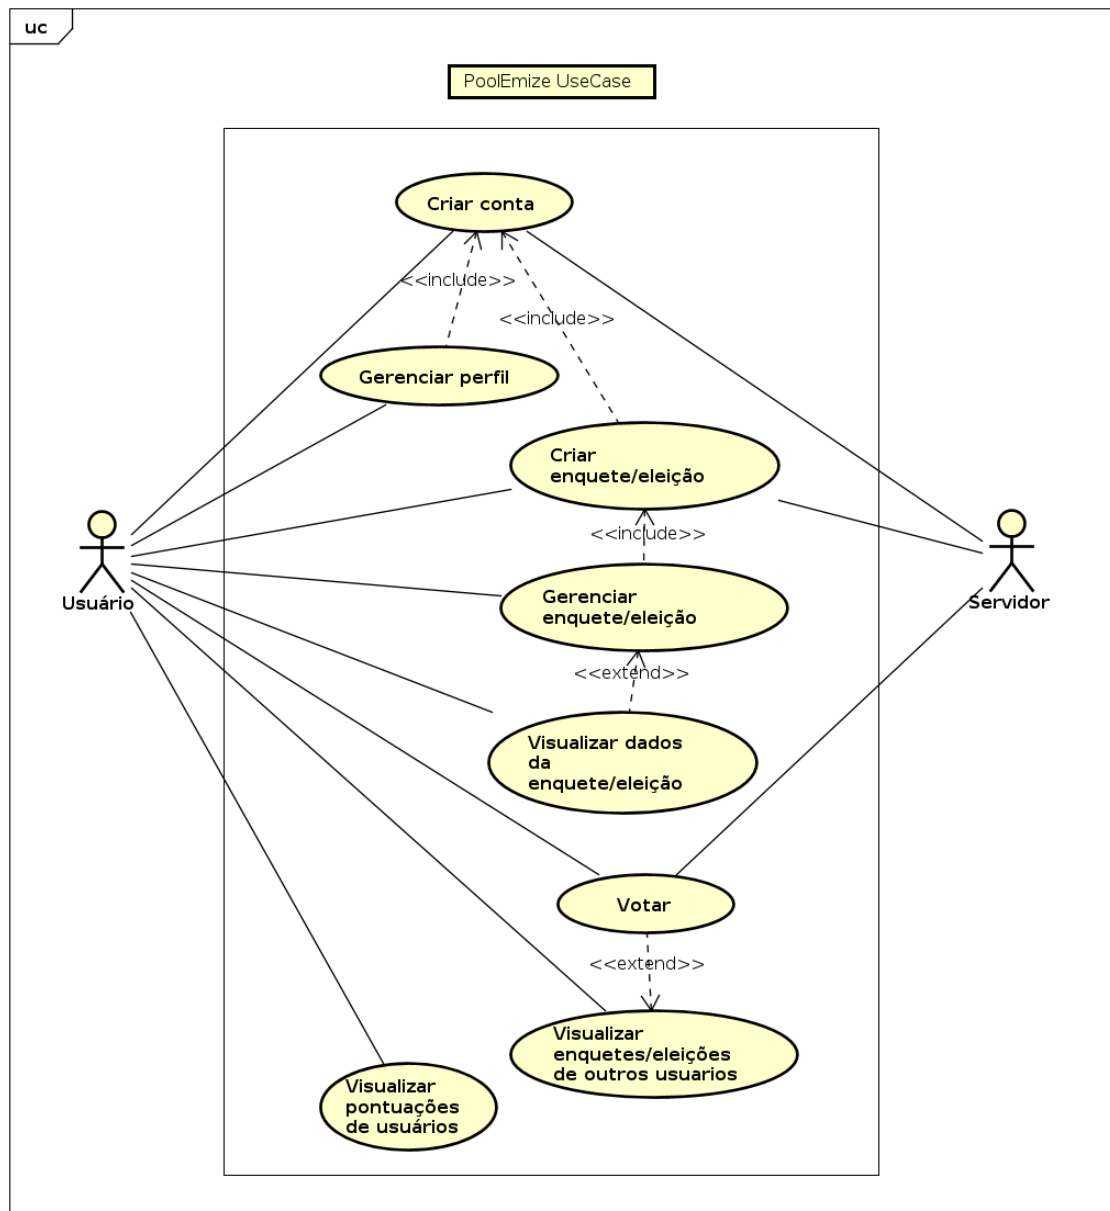 uc
PoolEmize UseCase
Criar conta
<<include>>
<<include>>
Gerenciar perfil
Criar
enquete/eleição
<<include>>
Usuário
Servidor
Gerenciar
enquete/eleição
<<extend>>
Visualizar dados
da
enquete/eleição
Votar
<<extend>>
Visualizar
enquetes/eleições
de outros usuarios
Visualizar
pontuações
de usuários